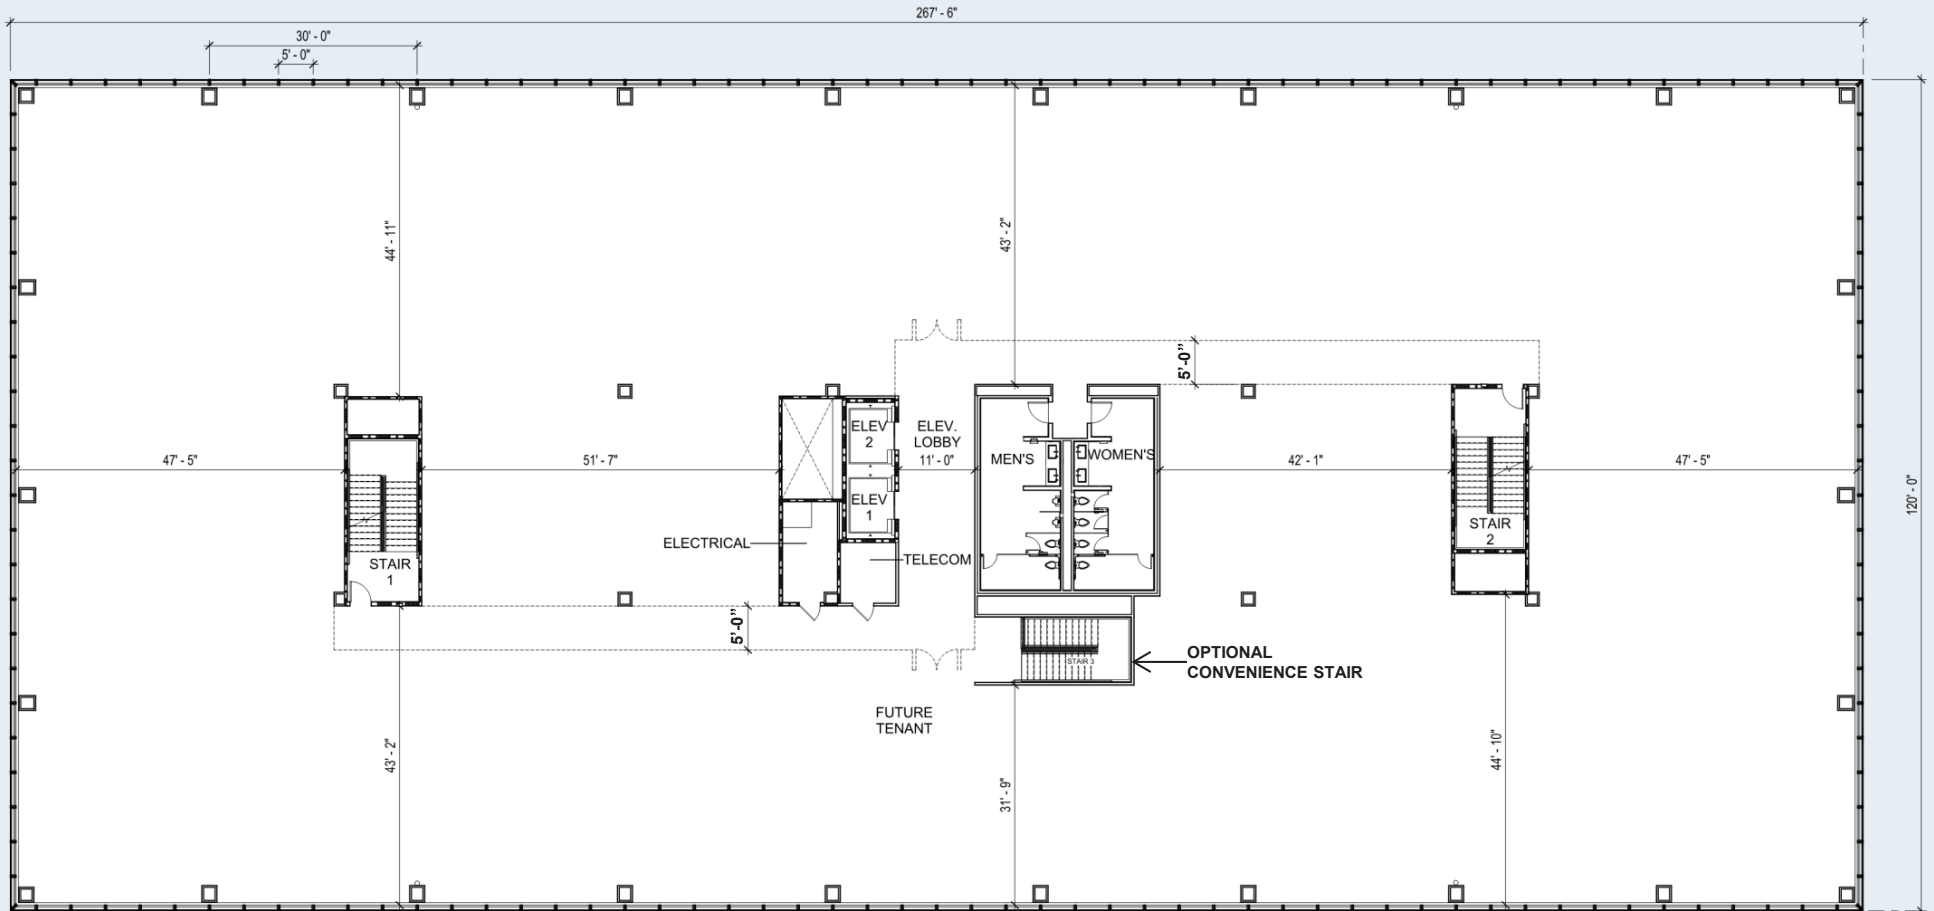 267' - 6"
30' - 0"
5' - 0"
44' - 11"
43' - 2"
5'-0"
ELEV
2
ELEV.
LOBBY
11' - 0"
MEN'S
WOMEN'S
47' - 5"
51' - 7"
42' - 1"
47' - 5"
120' - 0"
ELEV
1
STAIR
2
ELECTRICAL
TELECOM
STAIR
1
5'-0"
STAIR 3
OPTIONAL
CONVENIENCE STAIR
FUTURE
TENANT
43' - 2"
31' - 9"
44' - 10"